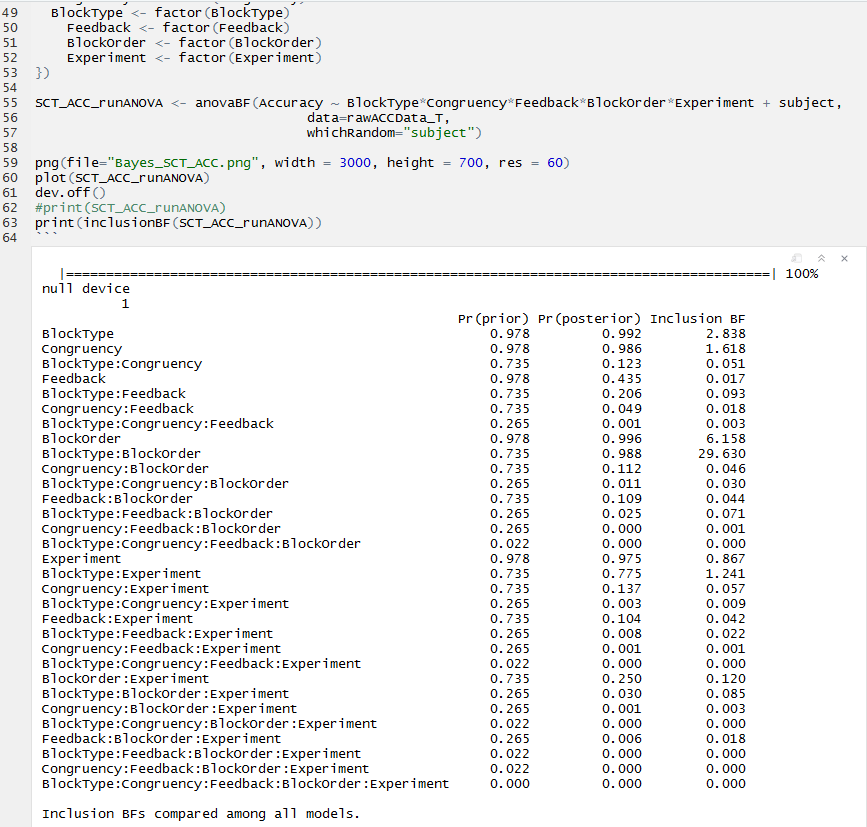 49 BlockType <- factor(BlockType)
50 Feedback <- factor(Feedback)
51 BlockOrder <- factor(BlockOrder)
52 Experiment <- factor(Experiment)
53 })
54
55 SCT_ACC_runANOVA <- anovaBF(Accuracy ~ BlockType*Congruency*Feedback*BlockOrder*Experiment + subject,
56 data=rawACCData_T,
57 whichRandom="subject")
58
59 png(file="Bayes_SCT_ACC.png", width = 3000, height = 700, res = 60)
60 plot(SCT_ACC_runANOVA)
61 dev.off()
62 #print(SCT_ACC_runANOVA)
63 print(inclusionBF(SCT_ACC_runANOVA))
64 ```
|==========================================================================================| 100%
null device
1
Pr(prior) Pr(posterior) Inclusion BF
BlockType 0.978 0.992 2.838
Congruency 0.978 0.986 1.618
BlockType:Congruency 0.735 0.123 0.051
Feedback 0.978 0.435 0.017
BlockType:Feedback 0.735 0.206 0.093
Congruency:Feedback 0.735 0.049 0.018
BlockType:Congruency:Feedback 0.265 0.001 0.003
BlockOrder 0.978 0.996 6.158
BlockType:BlockOrder 0.735 0.988 29.630
Congruency:BlockOrder 0.735 0.112 0.046
BlockType:Congruency:BlockOrder 0.265 0.011 0.030
Feedback:BlockOrder 0.735 0.109 0.044
BlockType:Feedback:BlockOrder 0.265 0.025 0.071
Congruency:Feedback:BlockOrder 0.265 0.000 0.001
BlockType:Congruency:Feedback:BlockOrder 0.022 0.000 0.000
Experiment 0.978 0.975 0.867
BlockType:Experiment 0.735 0.775 1.241
Congruency:Experiment 0.735 0.137 0.057
BlockType:Congruency:Experiment 0.265 0.003 0.009
Feedback:Experiment 0.735 0.104 0.042
BlockType:Feedback:Experiment 0.265 0.008 0.022
Congruency:Feedback:Experiment 0.265 0.001 0.001
BlockType:Congruency:Feedback:Experiment 0.022 0.000 0.000
BlockOrder:Experiment 0.735 0.250 0.120
BlockType:BlockOrder:Experiment 0.265 0.030 0.085
Congruency:BlockOrder:Experiment 0.265 0.001 0.003
BlockType:Congruency:BlockOrder:Experiment 0.022 0.000 0.000
Feedback:BlockOrder:Experiment 0.265 0.006 0.018
BlockType:Feedback:BlockOrder:Experiment 0.022 0.000 0.000
Congruency:Feedback:BlockOrder:Experiment 0.022 0.000 0.000
BlockType:Congruency:Feedback:BlockOrder:Experiment 0.000 0.000 0.000
Inclusion BFs compared among all models.